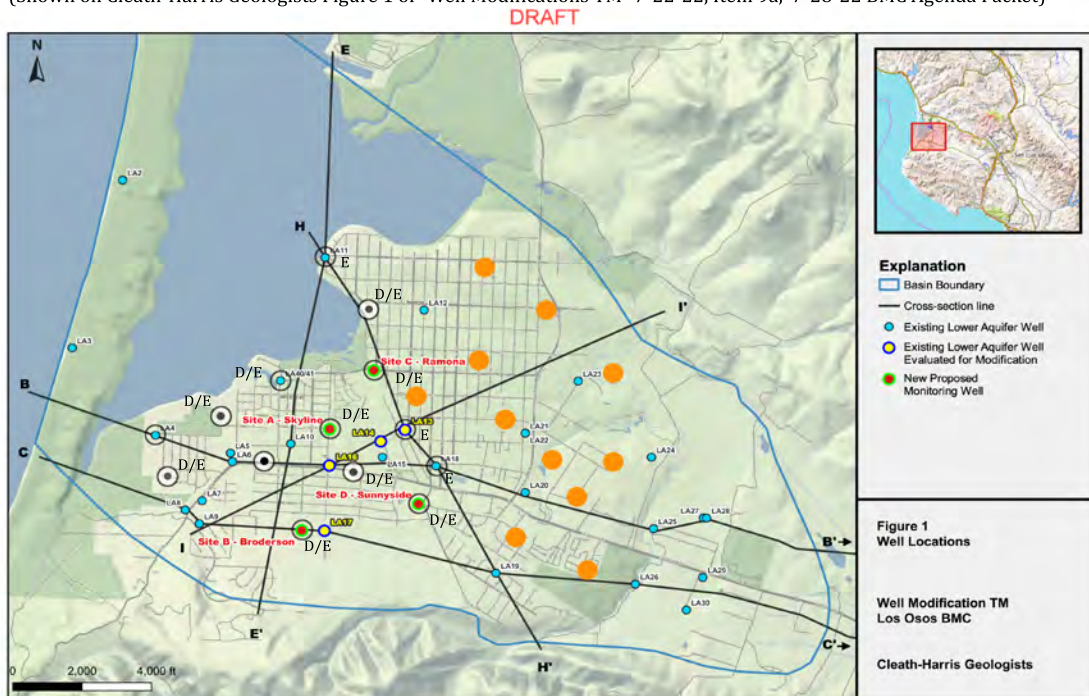 (Shown on Cleath-Harris Geologists Figure 1 of "Well Modifications TM" 7-22-22, Item 9a, 7-28-22 BMC Agenda Packet)
DRAFT
N
E
LA2
H
LA11
E
D/E
LA12
I'
LA3
Site C - Ramona
D/E
LA40/41
D/E
LA23
B
Site A - Skyline
D/E
LA13
E
LA14
LA4
LA5
LA6
LA10
LA21
LA22
C
D/E
LA16
LA15
LA18
E
LA24
D/E
Site D - Sunnyside
D/E
LA20
LA7
LA8
LA9
LA17
I
Site B - Broderson
D/E
LA27
LA28
LA25
B'
LA19
LA26
LA29
LA30
E'
C'
H'
0 2,000 4,000 ft
San Luis Obispo
Explanation
Basin Boundary
Cross-section line
Existing Lower Aquifer Well
Existing Lower Aquifer Well
Evaluated for Modification
New Proposed
Monitoring Well
Figure 1
Well Locations
Well Modification TM
Los Osos BMC
Cleath-Harris Geologists